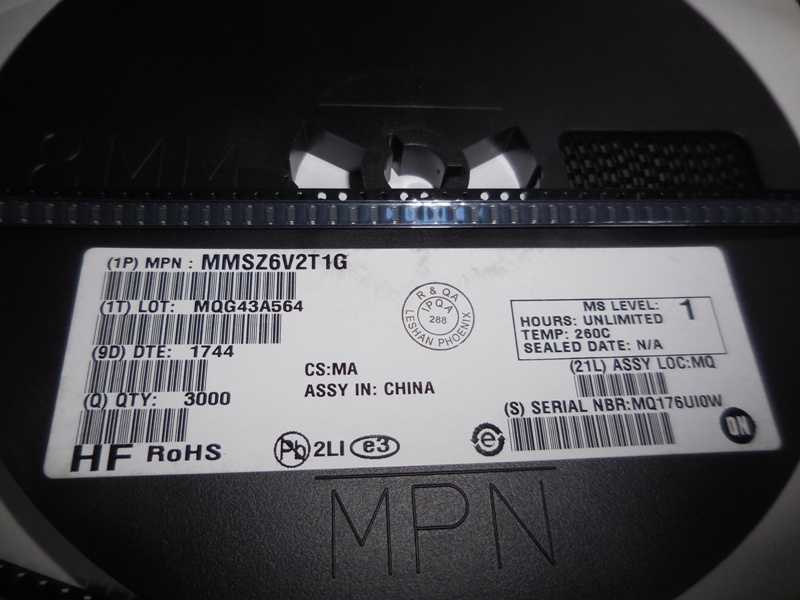 8MM
(1P) MPN : MMSZ6V2T1G
(1T) LOT: MQG43A564
(9D) DTE: 1744
(Q) QTY: 3000
HF RoHS
CS:MA
ASSY IN: CHINA
Pb 2LI e3
R & QA
I.P.Q.A
288
LESHAN PHOENIX
MS LEVEL: 1
HOURS: UNLIMITED
TEMP: 260C
SEALED DATE: N/A
(21L) ASSY LOC:MQ
(S) SERIAL NBR:MQ176UI0W
e
ON
MPN